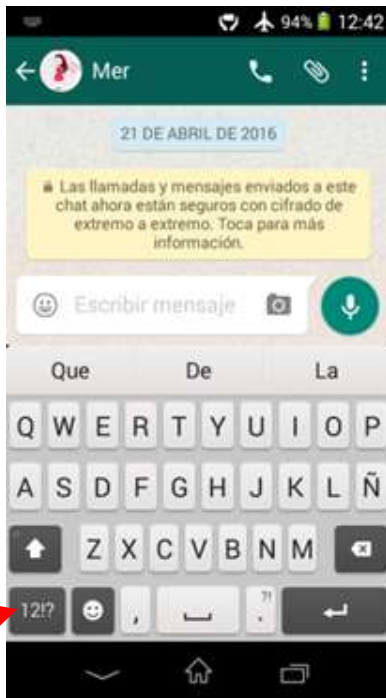 94% 12:42
Mer
21 DE ABRIL DE 2016
Las llamadas y mensajes enviados a este
chat ahora están seguros con cifrado de
extremo a extremo. Toca para más
información.
Escribir mensaje
Que De La
Q W E R T Y U I O P
A S D F G H J K L Ñ
Z X C V B N M
12!? , ?! .